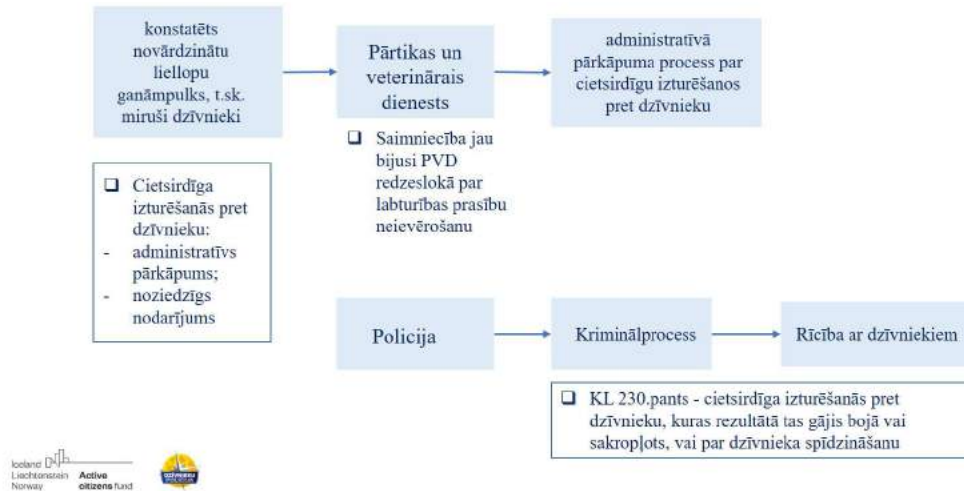 konstatēts
novārdzinātu
liellopu
ganāmpulks, t.sk.
miruši dzīvnieki
Pārtikas un
veterinārais
dienests
administratīvā
pārkāpuma process par
cietsirdīgu izturēšanos
pret dzīvnieku
❑ Cietsirdīga
izturēšanās pret
dzīvnieku:
- administratīvs
pārkāpums;
- noziedzīgs
nodarījums
❑ Saimniecība jau
bijusi PVD
redzeslokā par
labturības prasību
neievērošanu
Policija
Kriminālprocess
Rīcība ar dzīvniekiem
❑ KL 230.pants - cietsirdīga izturēšanās pret
dzīvnieku, kuras rezultātā tas gājis bojā vai
sakropļots, vai par dzīvnieka spīdzināšanu
Iceland
Liechtenstein Active
Norway citizens fund